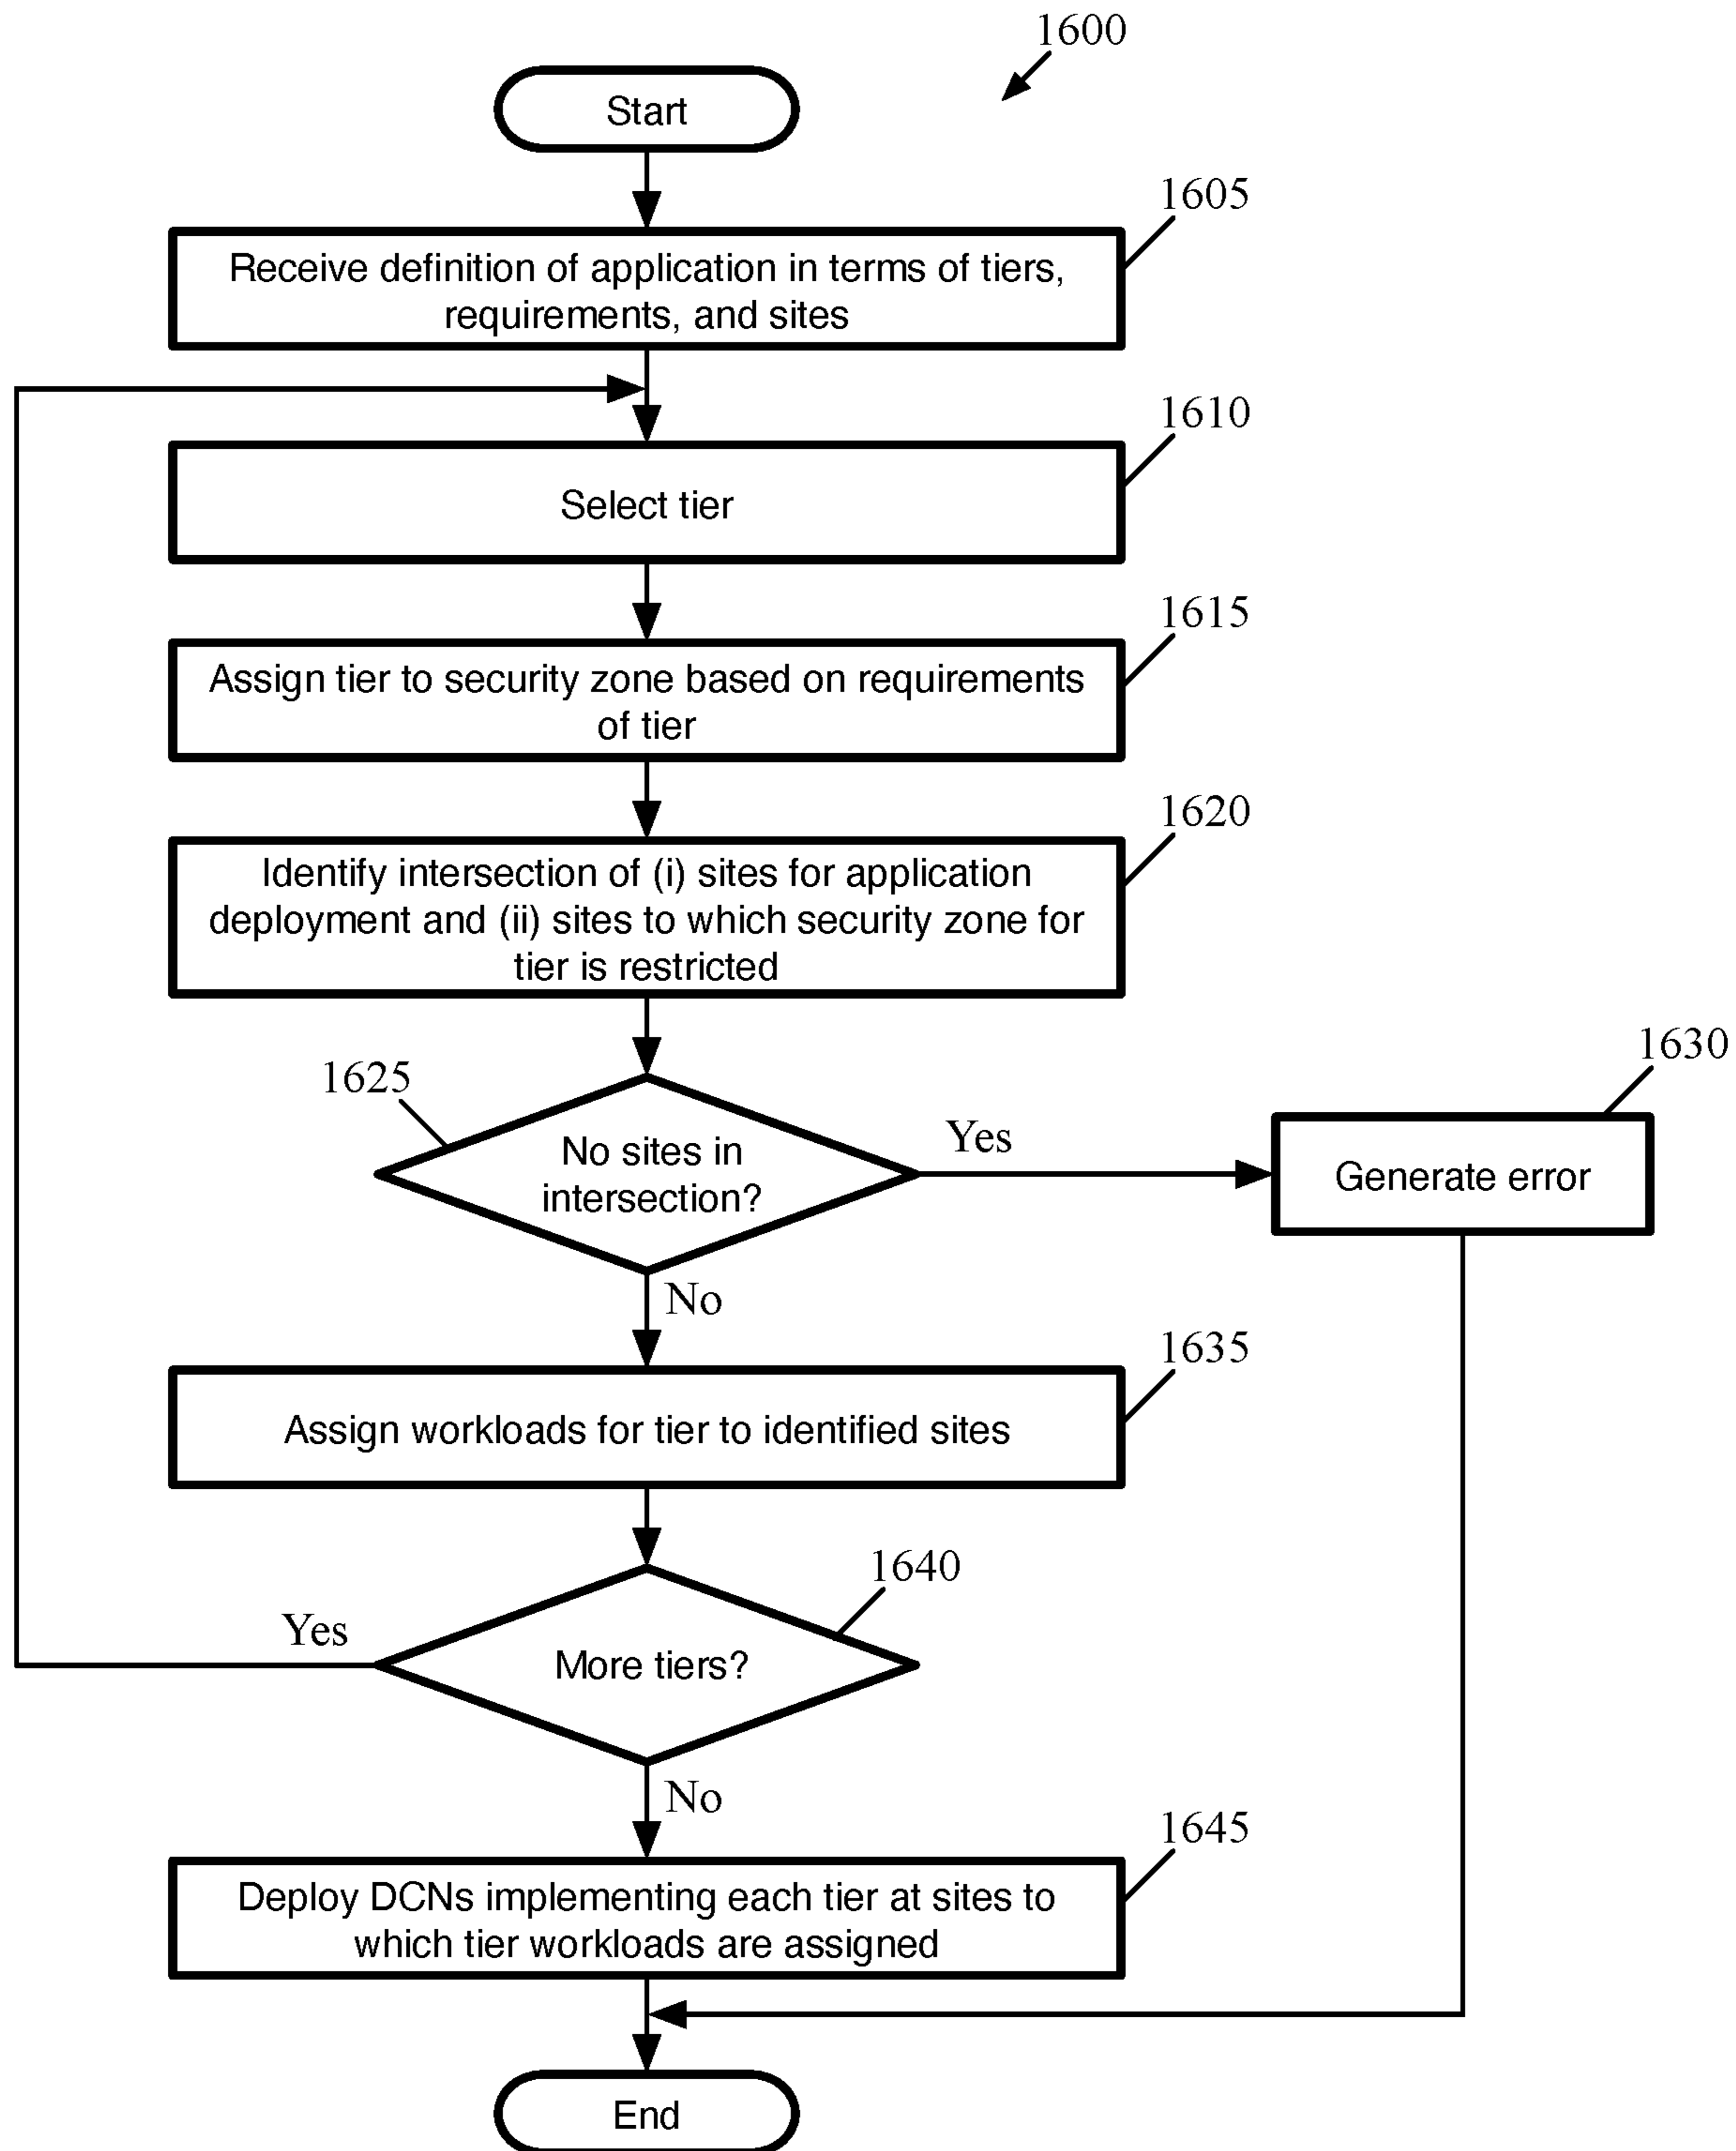 1600
Start
1605
Receive definition of application in terms of tiers,
requirements, and sites
1610
Select tier
1615
Assign tier to security zone based on requirements
of tier
1620
Identify intersection of (i) sites for application
deployment and (ii) sites to which security zone for
tier is restricted
1625
No sites in
intersection?
Yes
1630
Generate error
No
1635
Assign workloads for tier to identified sites
1640
More tiers?
Yes
No
1645
Deploy DCNs implementing each tier at sites to
which tier workloads are assigned
End